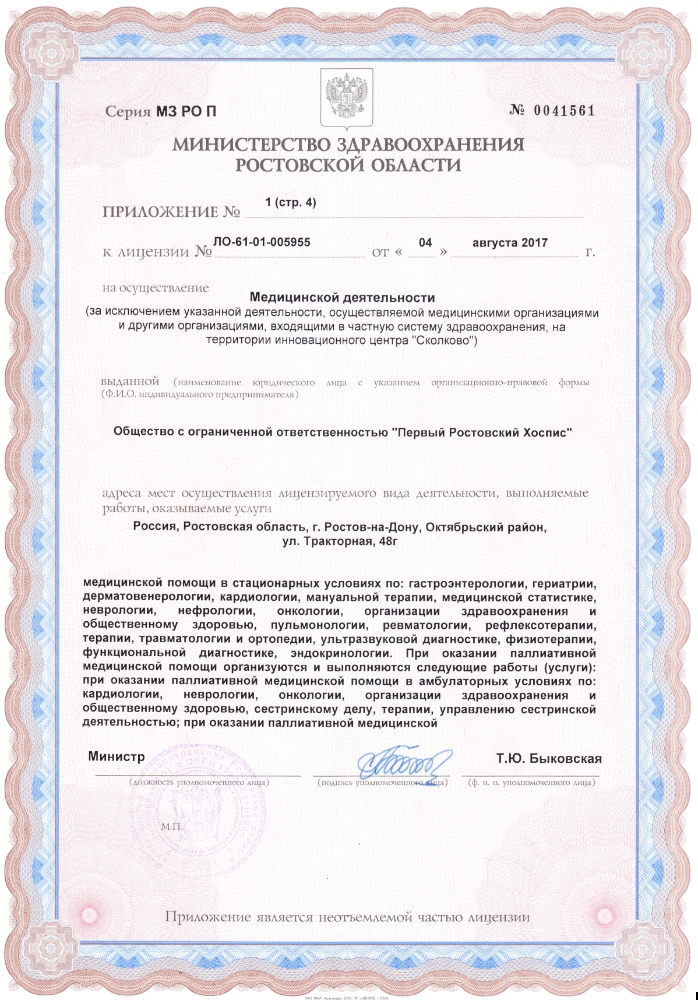 Серия МЗ РО П
№ 0041561
МИНИСТЕРСТВО ЗДРАВООХРАНЕНИЯ
РОСТОВСКОЙ ОБЛАСТИ
ПРИЛОЖЕНИЕ № 1 (стр. 4)
к лицензии № ЛО-61-01-005955 от « 04 » августа 2017 г.
на осуществление
Медицинской деятельности
(за исключением указанной деятельности, осуществляемой медицинскими организациями
и другими организациями, входящими в частную систему здравоохранения, на
территории инновационного центра "Сколково")
выданной (наименование юридического лица с указанием организационно-правовой формы
(Ф.И.О. индивидуального предпринимателя)
Общество с ограниченной ответственностью "Первый Ростовский Хоспис"
адреса мест осуществления лицензируемого вида деятельности, выполняемые
работы, оказываемые услуги
Россия, Ростовская область, г. Ростов-на-Дону, Октябрьский район,
ул. Тракторная, 48г
медицинской помощи в стационарных условиях по: гастроэнтерологии, гериатрии,
дерматовенерологии, кардиологии, мануальной терапии, медицинской статистике,
неврологии, нефрологии, онкологии, организации здравоохранения и
общественному здоровью, пульмонологии, ревматологии, рефлексотерапии,
терапии, травматологии и ортопедии, ультразвуковой диагностике, физиотерапии,
функциональной диагностике, эндокринологии. При оказании паллиативной
медицинской помощи организуются и выполняются следующие работы (услуги):
при оказании паллиативной медицинской помощи в амбулаторных условиях по:
кардиологии, неврологии, онкологии, организации здравоохранения и
общественному здоровью, сестринскому делу, терапии, управлению сестринской
деятельностью; при оказании паллиативной медицинской
Министр
Т.Ю. Быковская
(должность уполномоченного лица)
(подпись уполномоченного лица)
(ф. и. о. уполномоченного лица)
М.П.
Приложение является неотъемлемой частью лицензии